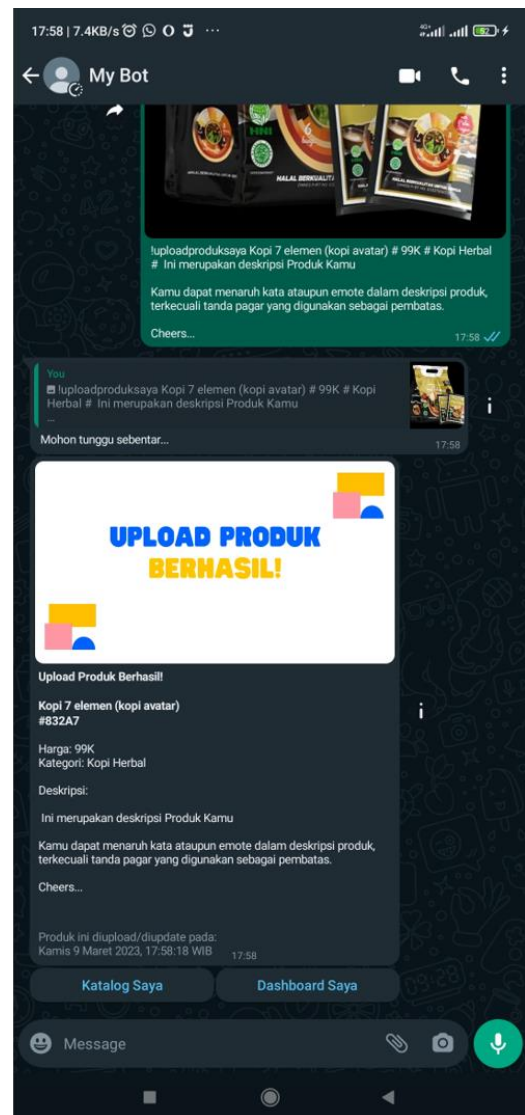 17:58 | 7.4KB/s
4G+
62
My Bot
HNI
6
HALAL BERKUALITAS
!uploadproduksaya Kopi 7 elemen (kopi avatar) # 99K # Kopi Herbal
# Ini merupakan deskripsi Produk Kamu
Kamu dapat menaruh kata ataupun emote dalam deskripsi produk,
terkecuali tanda pagar yang digunakan sebagai pembatas.
Cheers...
17:58
You
!uploadproduksaya Kopi 7 elemen (kopi avatar) # 99K # Kopi
Herbal # Ini merupakan deskripsi Produk Kamu
...
Mohon tunggu sebentar...
17:58
UPLOAD PRODUK
BERHASIL!
Upload Produk Berhasil!
Kopi 7 elemen (kopi avatar)
#832A7
Harga: 99K
Kategori: Kopi Herbal
Deskripsi:
Ini merupakan deskripsi Produk Kamu
Kamu dapat menaruh kata ataupun emote dalam deskripsi produk,
terkecuali tanda pagar yang digunakan sebagai pembatas.
Cheers...
Produk ini diupload/diupdate pada:
Kamis 9 Maret 2023, 17:58:18 WIB
17:58
Katalog Saya
Dashboard Saya
Message